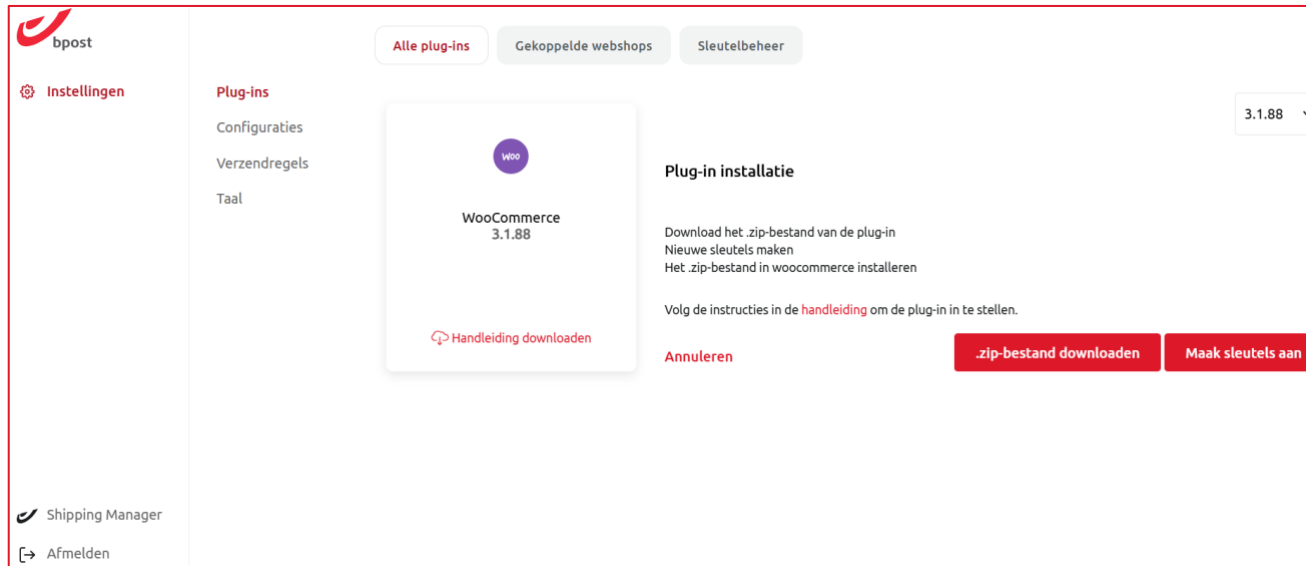 bpost
Alle plug-ins
Gekoppelde webshops
Sleutelbeheer
Instellingen
Plug-ins
Configuraties
Verzendregels
Taal
3.1.88
Woo
WooCommerce
3.1.88
Handleiding downloaden
Plug-in installatie
Download het .zip-bestand van de plug-in
Nieuwe sleutels maken
Het .zip-bestand in woocommerce installeren
Volg de instructies in de handleiding om de plug-in in te stellen.
Annuleren
.zip-bestand downloaden
Maak sleutels aan
Shipping Manager
Afmelden